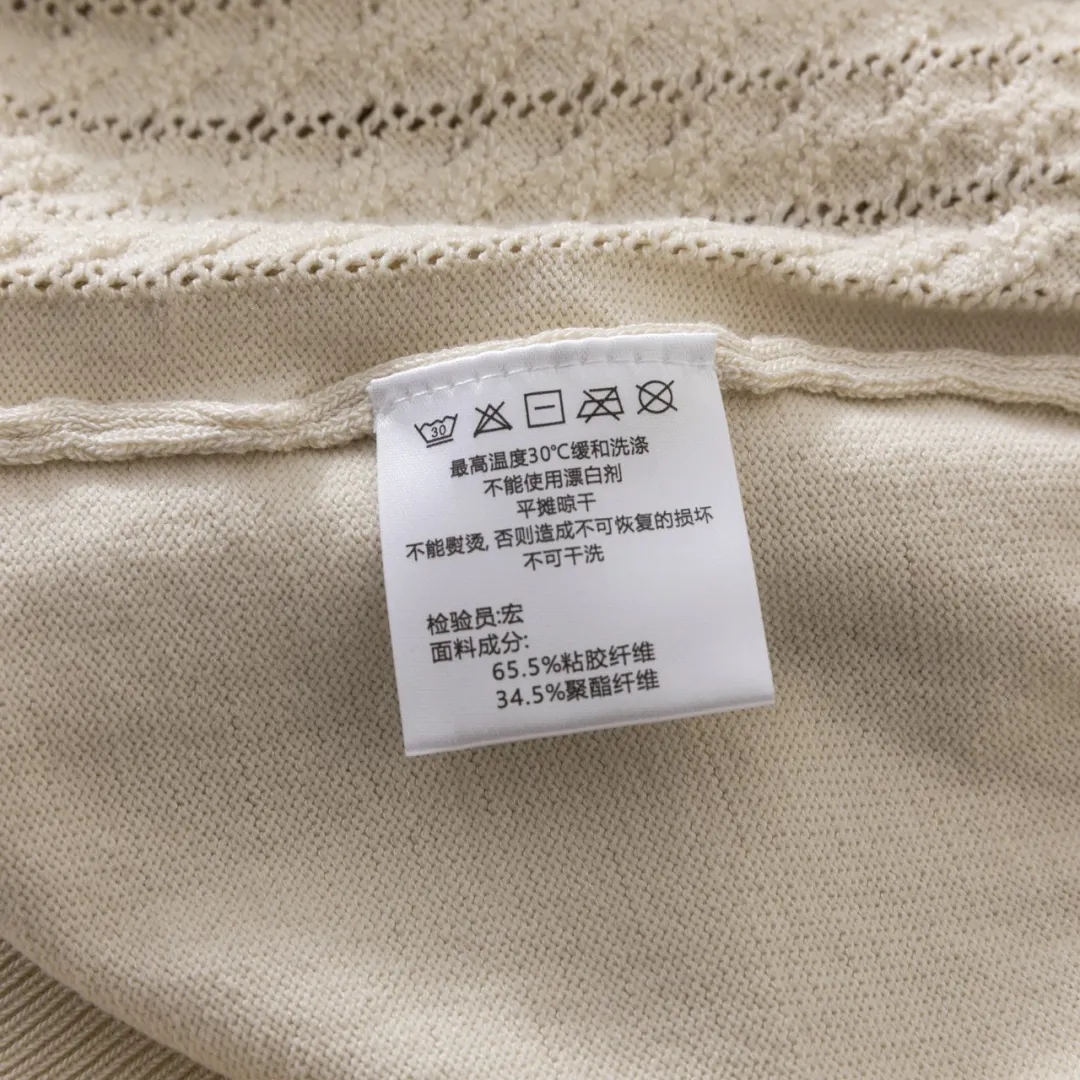 30
最高温度30℃缓和洗涤
不能使用漂白剂
平摊晾干
不能熨烫,否则造成不可恢复的损坏
不可干洗
检验员:宏
面料成分:
65.5%粘胶纤维
34.5%聚酯纤维